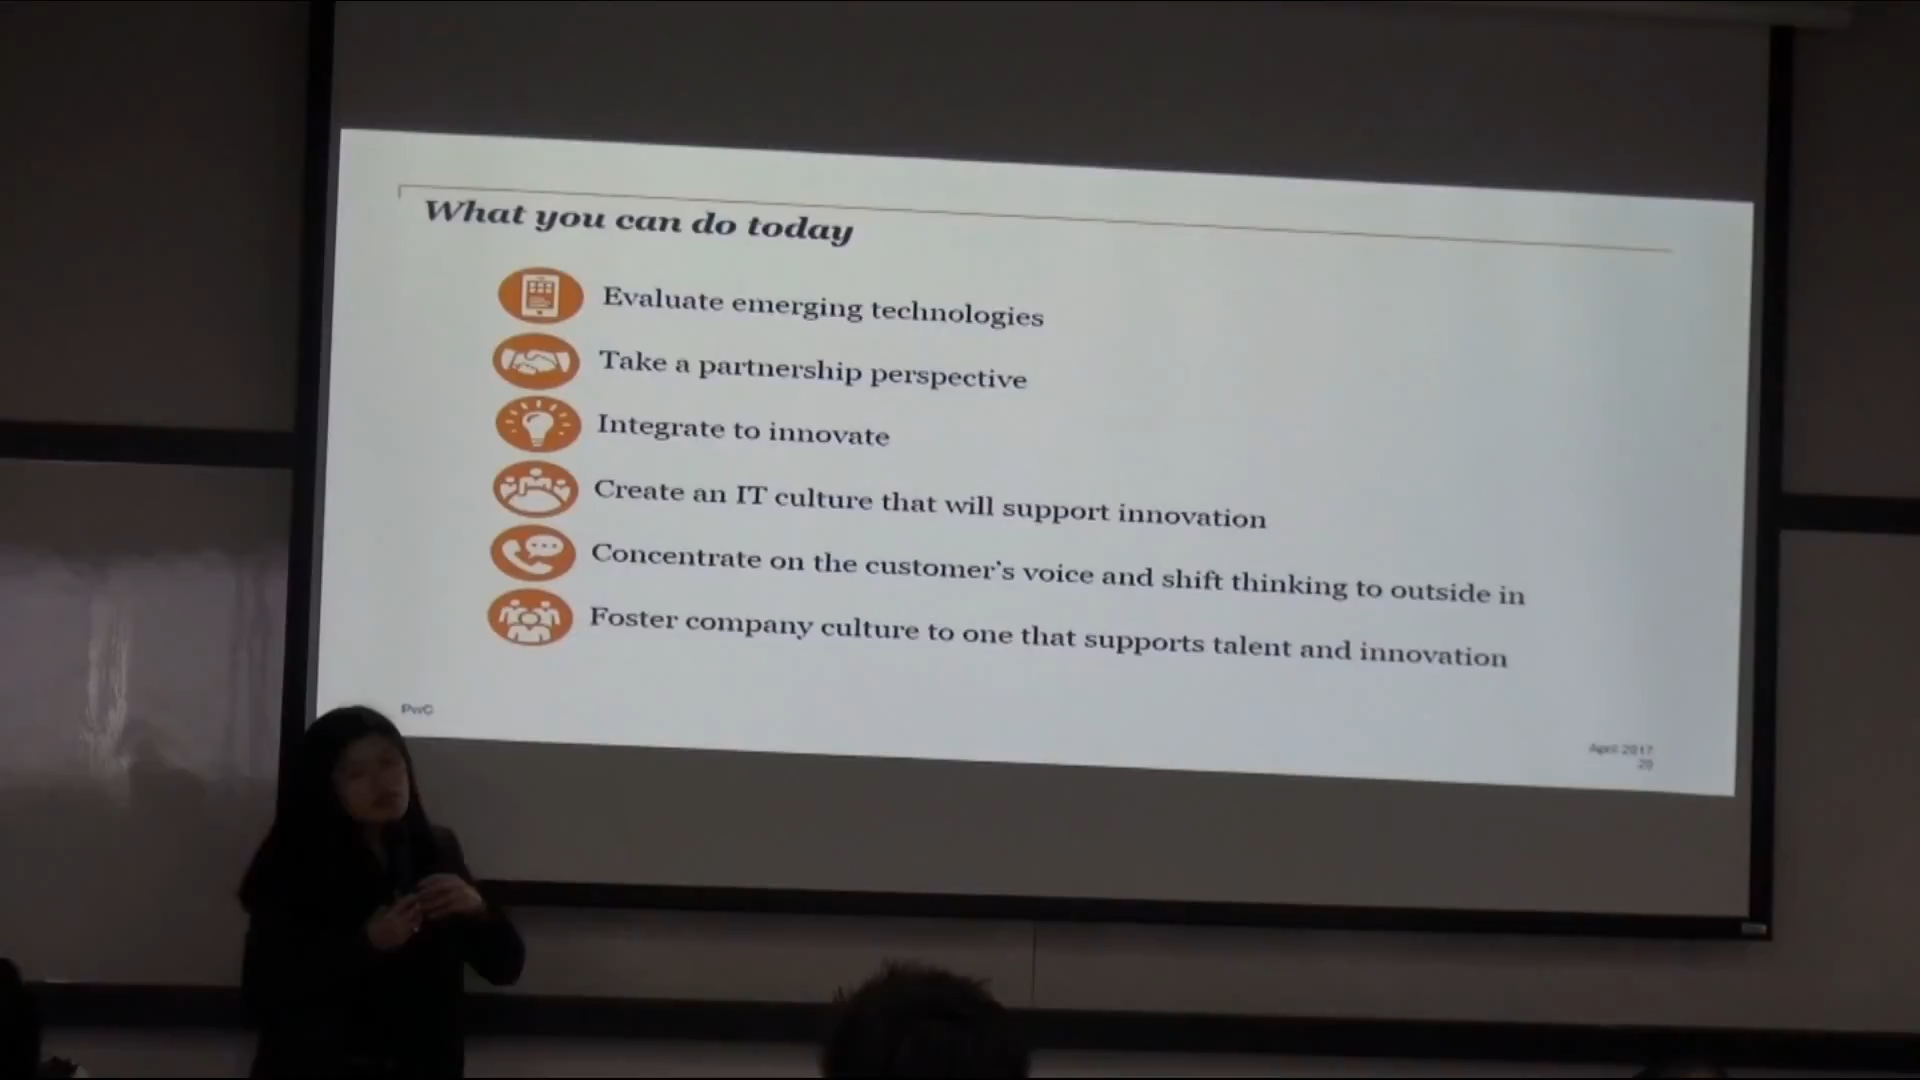 What you can do today
Evaluate emerging technologies
Take a partnership perspective
Integrate to innovate
Create an IT culture that will support innovation
Concentrate on the customer's voice and shift thinking to outside in
Foster company culture to one that supports talent and innovation
PwC
April 2017
20